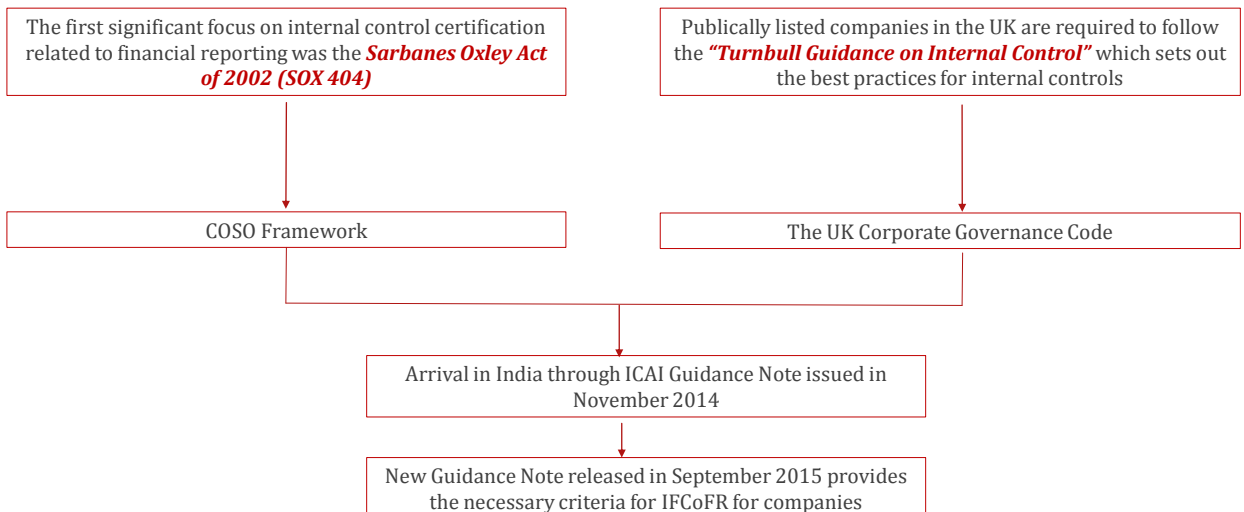 The first significant focus on internal control certification
related to financial reporting was the Sarbanes Oxley Act
of 2002 (SOX 404)
Publically listed companies in the UK are required to follow
the “Turnbull Guidance on Internal Control” which sets out
the best practices for internal controls
COSO Framework
The UK Corporate Governance Code
Arrival in India through ICAI Guidance Note issued in
November 2014
New Guidance Note released in September 2015 provides
the necessary criteria for IFCoFR for companies